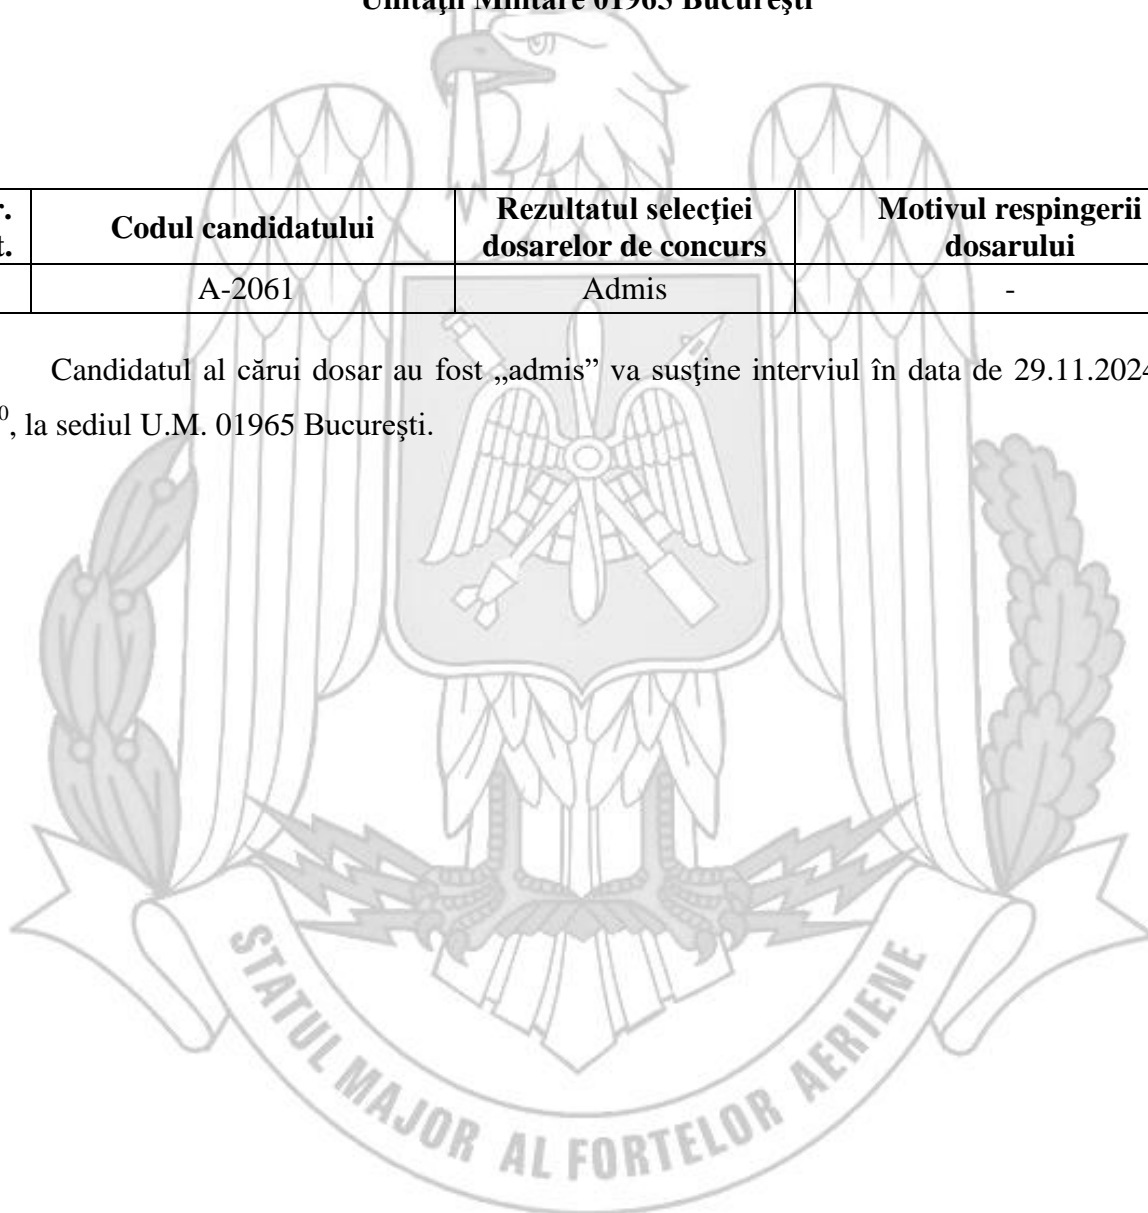 Unităţii Militare 01965 Bucureşti
r.
t.
Codul candidatului
Rezultatul selecţiei
dosarelor de concurs
Motivul respingerii
dosarului
A-2061
Admis
-
Candidatul al cărui dosar au fost „admis” va susţine interviul în data de 29.11.2024
0, la sediul U.M. 01965 Bucureşti.
STATUL MAJOR AL FORTELOR AERIENE